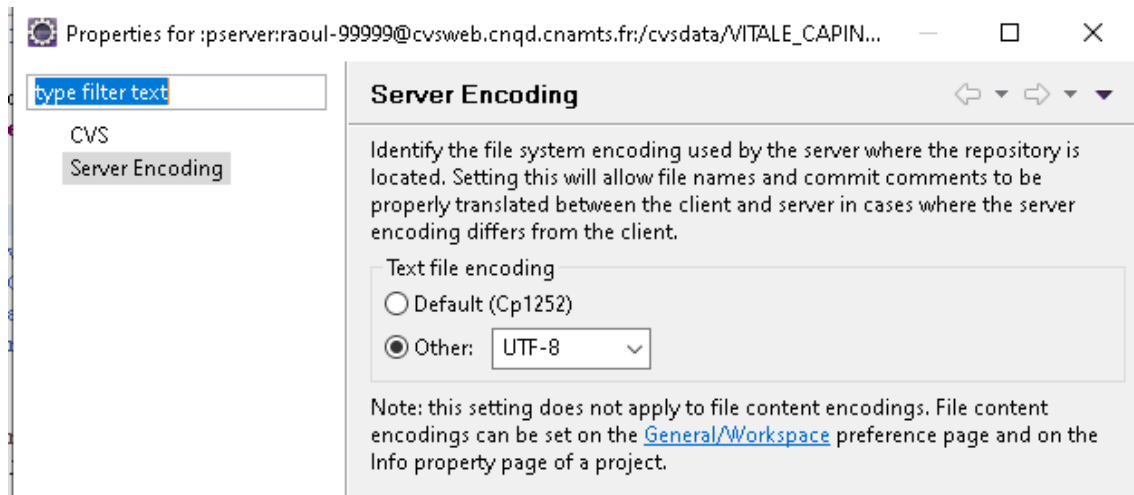 Properties for :pserver:raoul-99999@cvsweb.cnqd.cnamts.fr:/cvsdata/VITALE_CAPIN...
type filter text
CVS
Server Encoding
Server Encoding
Identify the file system encoding used by the server where the repository is
located. Setting this will allow file names and commit comments to be
properly translated between the client and server in cases where the server
encoding differs from the client.
Text file encoding
Default (Cp1252)
Other: UTF-8
Note: this setting does not apply to file content encodings. File content
encodings can be set on the General/Workspace preference page and on the
Info property page of a project.